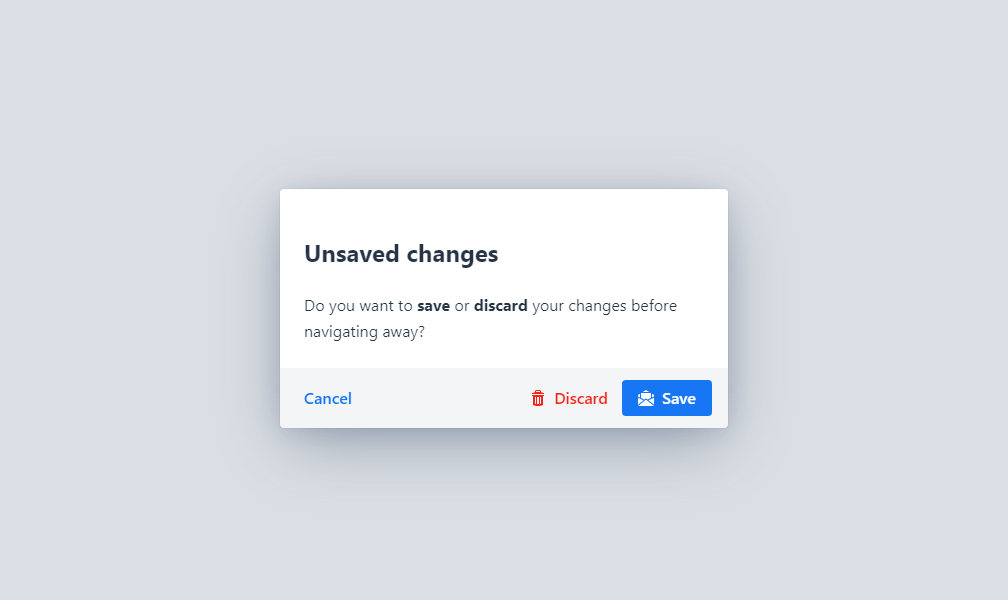 Unsaved changes
Do you want to save or discard your changes before
navigating away?
Cancel
Discard
Save